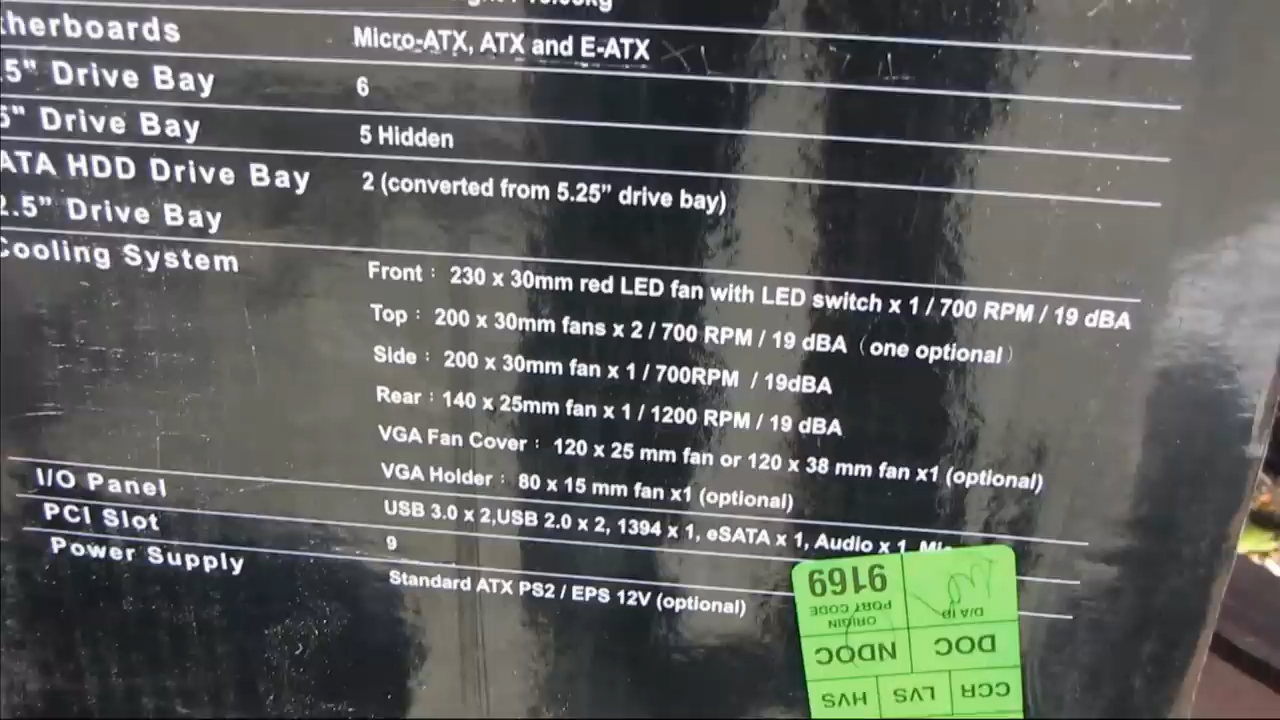 Micro-ATX, ATX and E-ATX
5" Drive Bay 6
5" Drive Bay 5 Hidden
ATA HDD Drive Bay 2 (converted from 5.25" drive bay)
2.5" Drive Bay
Cooling System
Front : 230 x 30mm red LED fan with LED switch x 1 / 700 RPM / 19 dBA
Top : 200 x 30mm fans x 2 / 700 RPM / 19 dBA (one optional)
Side : 200 x 30mm fan x 1 / 700RPM / 19dBA
Rear : 140 x 25mm fan x 1 / 1200 RPM / 19 dBA
VGA Fan Cover : 120 x 25 mm fan or 120 x 38 mm fan x1 (optional)
VGA Holder : 80 x 15 mm fan x1 (optional)
I/O Panel USB 3.0 x 2,USB 2.0 x 2, 1394 x 1, eSATA x 1, Audio x 1
PCI Slot 9
Power Supply Standard ATX PS2 / EPS 12V (optional)
CCR LVS HVS
DOC NDOC
D/A ID ORIGIN
PORT CODE
9169